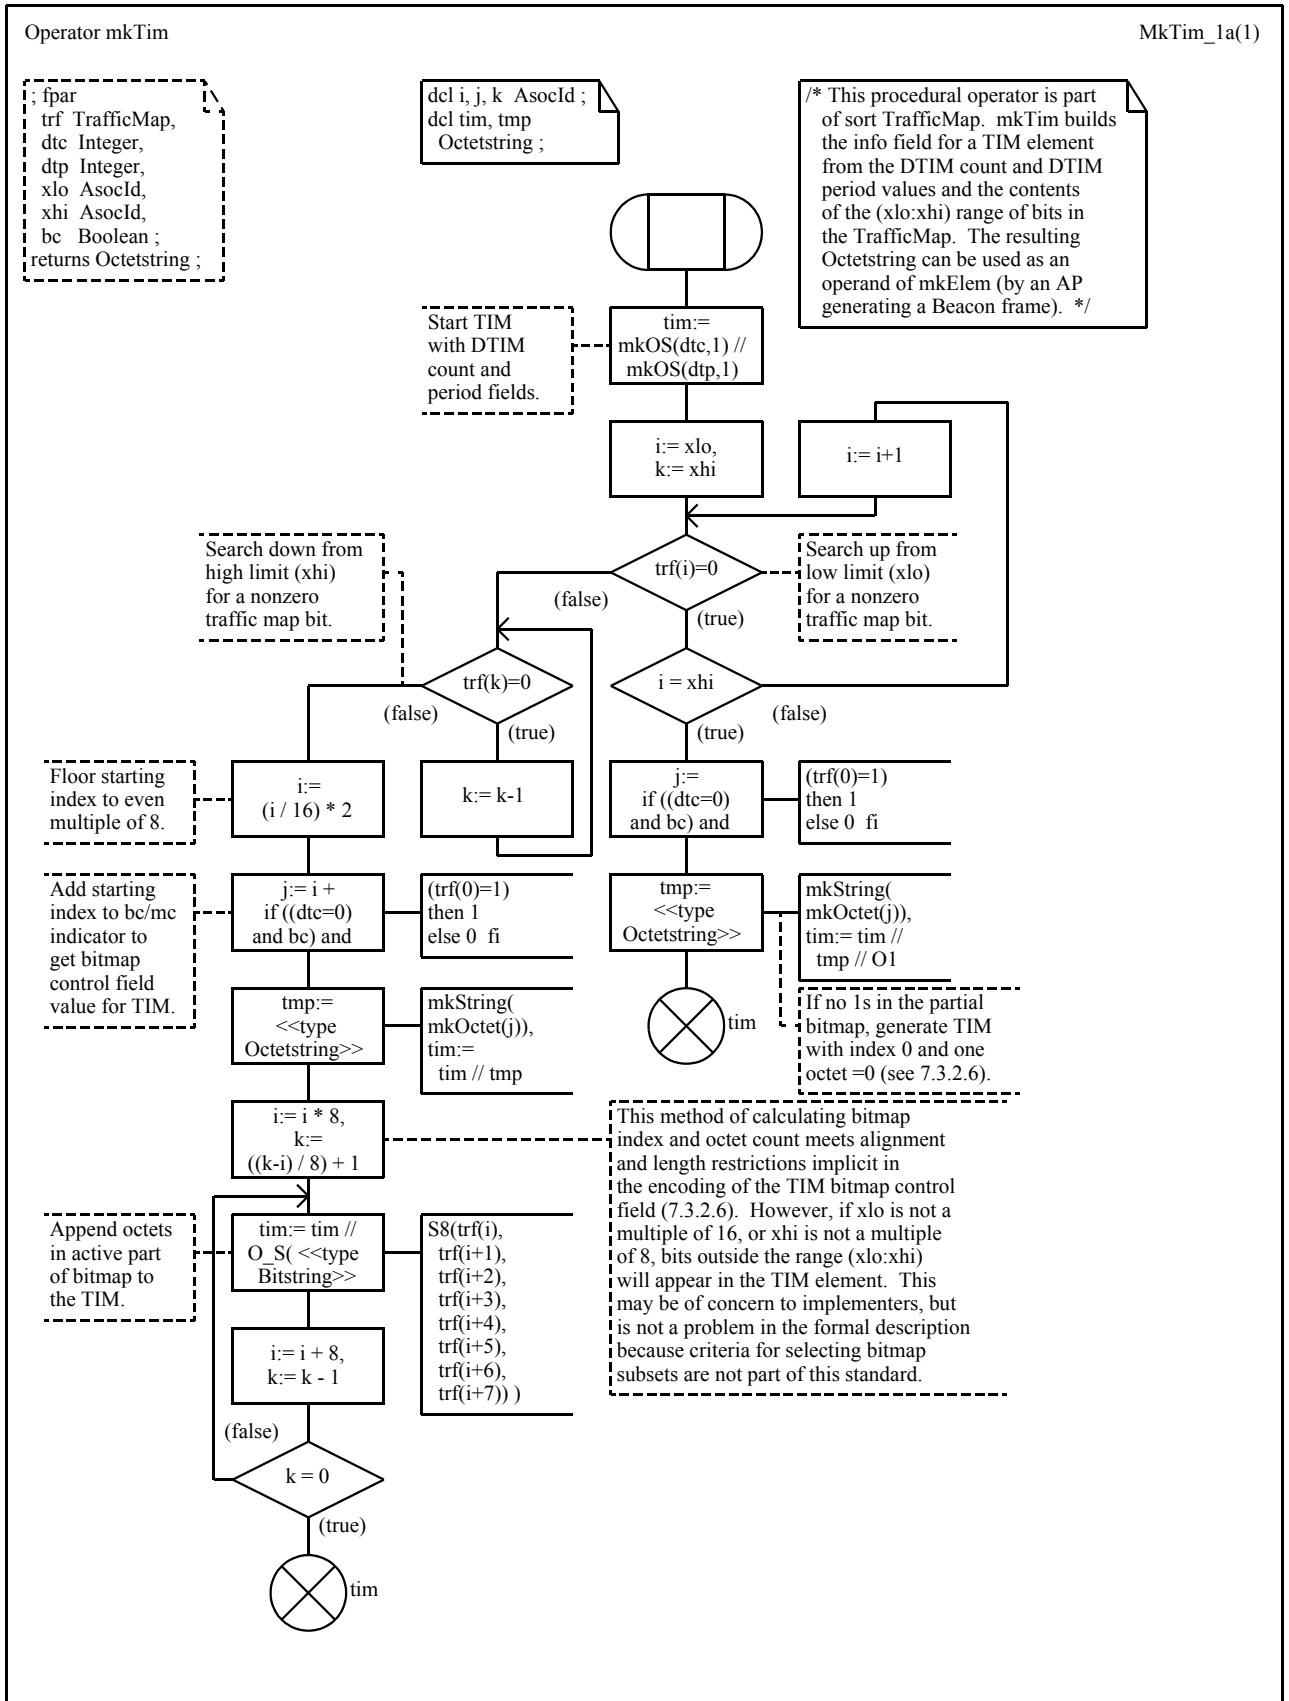 Operator mkTim
MkTim_1a(1)
; fpar
trf TrafficMap,
dtc Integer,
dtp Integer,
xlo AsocId,
xhi AsocId,
bc Boolean ;
returns Octetstring ;
dcl i, j, k AsocId ;
dcl tim, tmp
Octetstring ;
/* This procedural operator is part
of sort TrafficMap. mkTim builds
the info field for a TIM element
from the DTIM count and DTIM
period values and the contents
of the (xlo:xhi) range of bits in
the TrafficMap. The resulting
Octetstring can be used as an
operand of mkElem (by an AP
generating a Beacon frame). */
Start TIM
with DTIM
count and
period fields.
tim:=
mkOS(dtc,1) //
mkOS(dtp,1)
i:= xlo,
k:= xhi
i:= i+1
Search down from
high limit (xhi)
for a nonzero
traffic map bit.
trf(i)=0
Search up from
low limit (xlo)
for a nonzero
traffic map bit.
(false)
(true)
trf(k)=0
i = xhi
(false)
(true)
(true)
(false)
Floor starting
index to even
multiple of 8.
i:=
(i / 16) * 2
k:= k-1
j:=
if ((dtc=0)
and bc) and
(trf(0)=1)
then 1
else 0 fi
Add starting
index to bc/mc
indicator to
get bitmap
control field
value for TIM.
j:= i +
if ((dtc=0)
and bc) and
(trf(0)=1)
then 1
else 0 fi
tmp:=
<<type
Octetstring>>
mkString(
mkOctet(j)),
tim:= tim //
tmp // O1
tmp:=
<<type
Octetstring>>
mkString(
mkOctet(j)),
tim:=
tim // tmp
tim
If no 1s in the partial
bitmap, generate TIM
with index 0 and one
octet =0 (see 7.3.2.6).
i:= i * 8,
k:=
((k-i) / 8) + 1
This method of calculating bitmap
index and octet count meets alignment
and length restrictions implicit in
the encoding of the TIM bitmap control
field (7.3.2.6). However, if xlo is not a
multiple of 16, or xhi is not a multiple
of 8, bits outside the range (xlo:xhi)
will appear in the TIM element. This
may be of concern to implementers, but
is not a problem in the formal description
because criteria for selecting bitmap
subsets are not part of this standard.
Append octets
in active part
of bitmap to
the TIM.
tim:= tim //
O_S( <<type
Bitstring>>
S8(trf(i),
trf(i+1),
trf(i+2),
trf(i+3),
trf(i+4),
trf(i+5),
trf(i+6),
trf(i+7)) )
i:= i + 8,
k:= k - 1
(false)
k = 0
(true)
tim